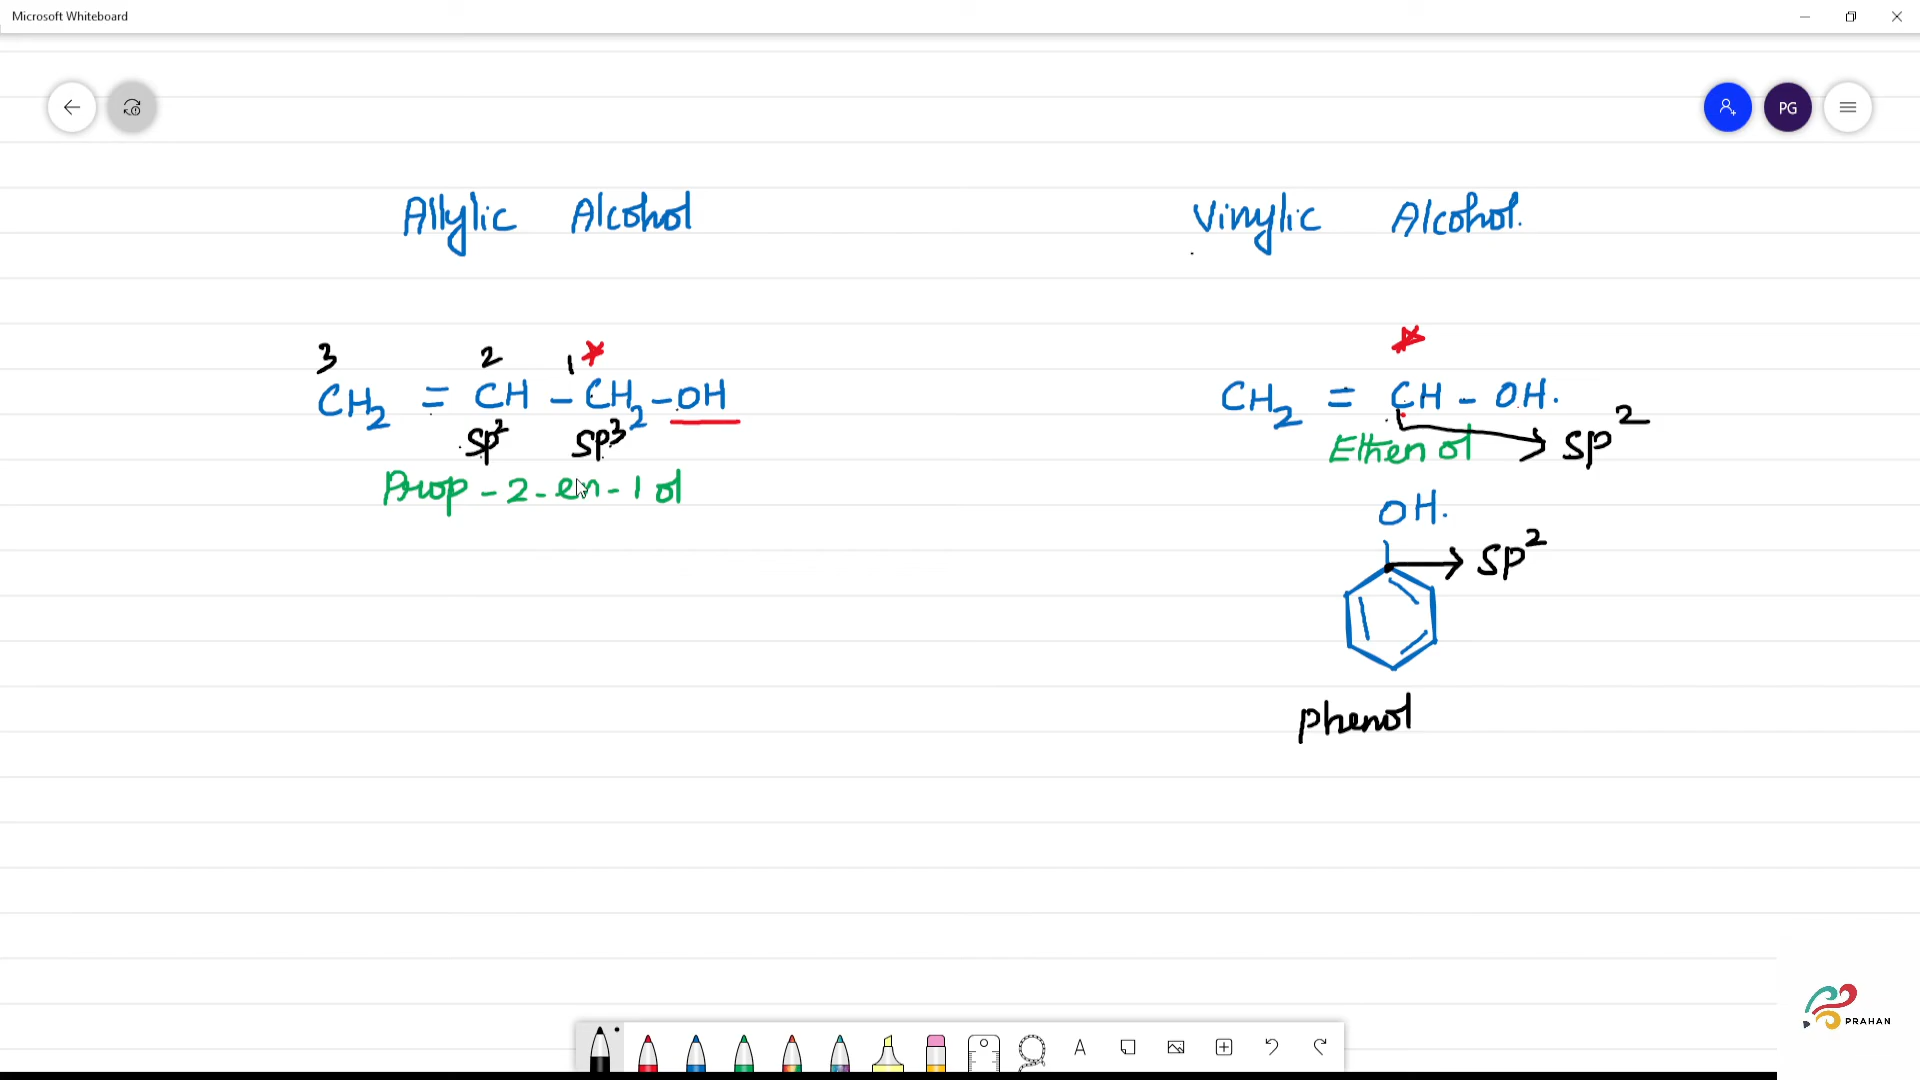 Microsoft Whiteboard
PG
Allylic Alcohol
Vinylic Alcohol.
3 2 1 *
CH2 = CH - CH2 - OH
sp2 sp3
Prop - 2 - en - 1 ol
*
CH2 = CH - OH.
Ethenol → sp2
OH.
→ sp2
phenol
A
PRAHAN